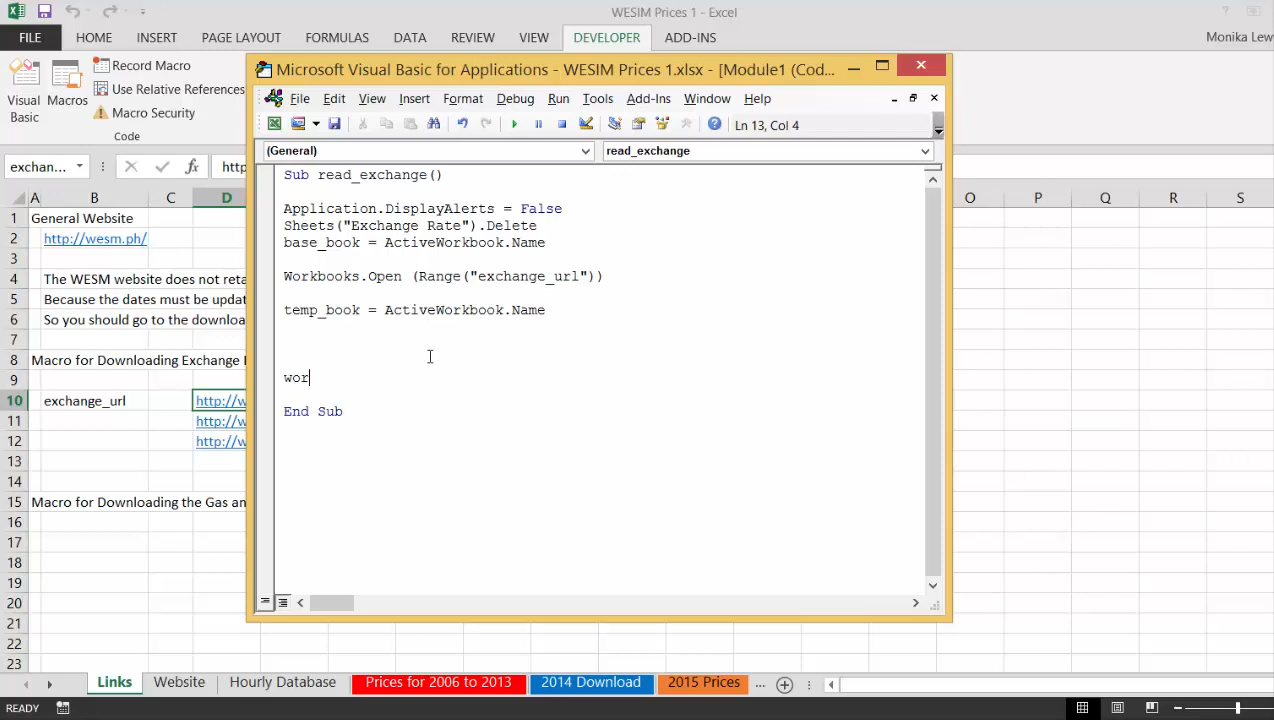 WESIM Prices 1 - Excel
FILE HOME INSERT PAGE LAYOUT FORMULAS DATA REVIEW VIEW DEVELOPER ADD-INS Monika Lew
Visual Basic
Macros
Record Macro
Use Relative References
Macro Security
Code
Microsoft Visual Basic for Applications - WESIM Prices 1.xlsx - [Module1 (Cod...
File Edit View Insert Format Debug Run Tools Add-Ins Window Help
Ln 13, Col 4
(General) read_exchange
exchan... fx http
Sub read_exchange()
Application.DisplayAlerts = False
Sheets("Exchange Rate").Delete
base_book = ActiveWorkbook.Name
Workbooks.Open (Range("exchange_url"))
temp_book = ActiveWorkbook.Name
wor
End Sub
A B C D O P Q R S
1 General Website
2 http://wesm.ph/
3
4 The WESM website does not reta
5 Because the dates must be updat
6 So you should go to the downloa
7
8 Macro for Downloading Exchange
9
10 exchange_url http://w
11 http://w
12 http://w
13
14
15 Macro for Downloading the Gas an
16
17
18
19
20
21
22
23
Links Website Hourly Database Prices for 2006 to 2013 2014 Download 2015 Prices ...
READY